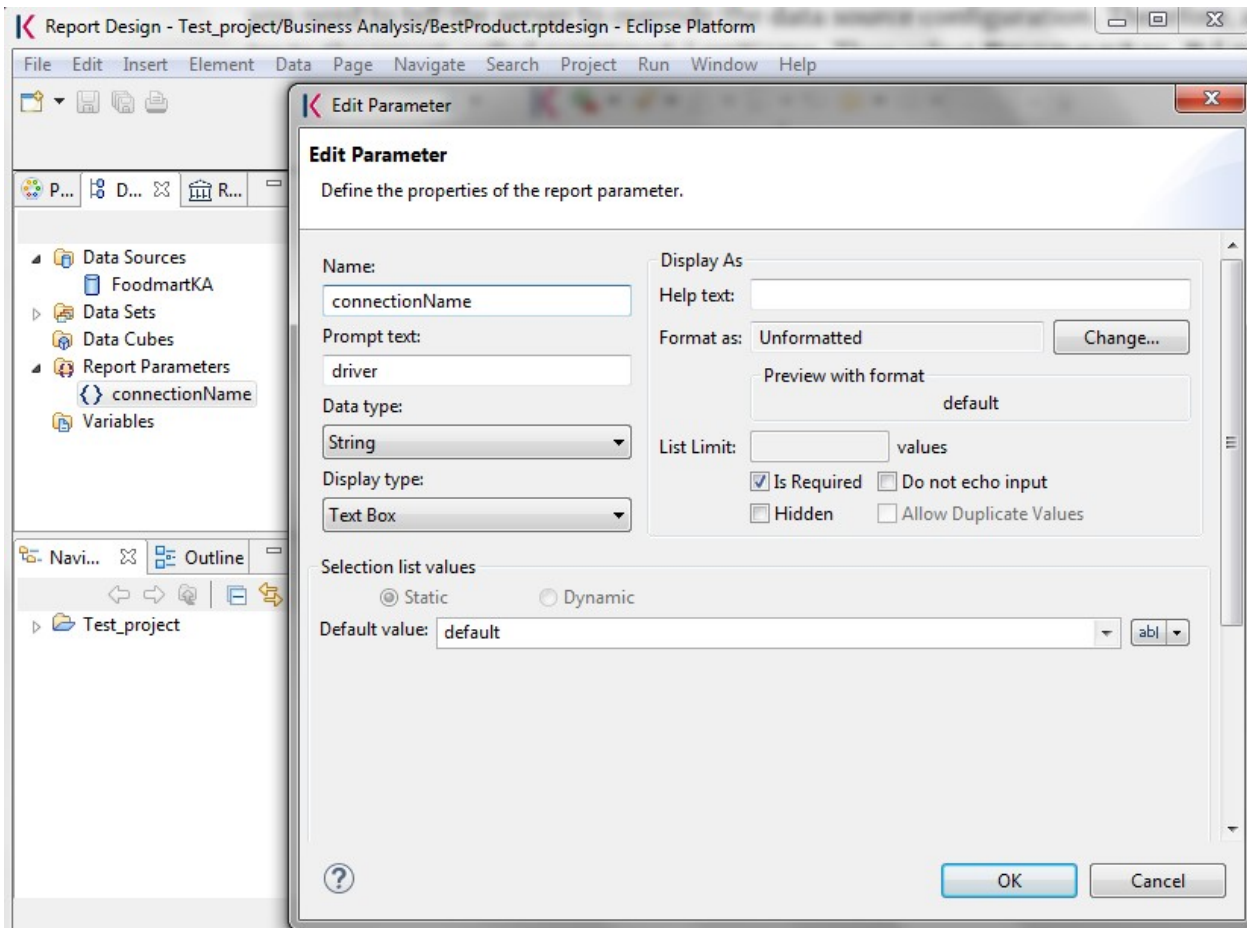 Report Design - Test_project/Business Analysis/BestProduct.rptdesign - Eclipse Platform
File Edit Insert Element Data Page Navigate Search Project Run Window Help
P... D... R...
Data Sources
FoodmartKA
Data Sets
Data Cubes
Report Parameters
{} connectionName
Variables
Navi... Outline
Test_project
Edit Parameter
Edit Parameter
Define the properties of the report parameter.
Name:
connectionName
Prompt text:
driver
Data type:
String
Display type:
Text Box
Display As
Help text:
Format as: Unformatted Change...
Preview with format
default
List Limit: values
Is Required Do not echo input
Hidden Allow Duplicate Values
Selection list values
Static Dynamic
Default value: default abl
OK Cancel